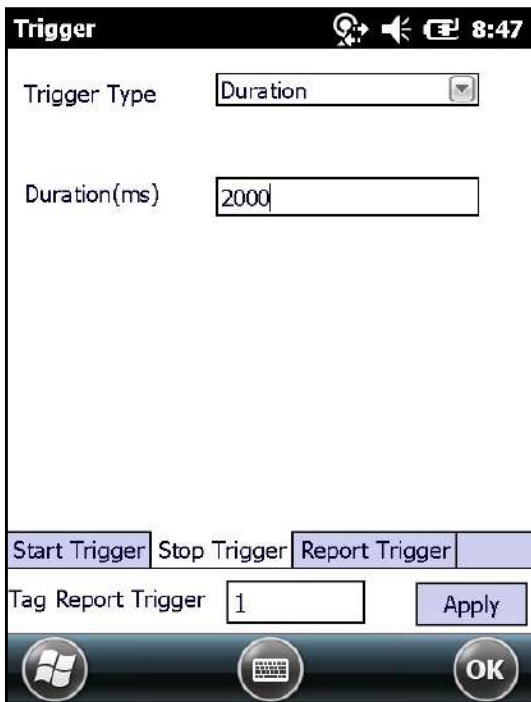 Trigger 8:47
Trigger Type Duration
Duration(ms) 2000
Start Trigger Stop Trigger Report Trigger
Tag Report Trigger 1 Apply
OK